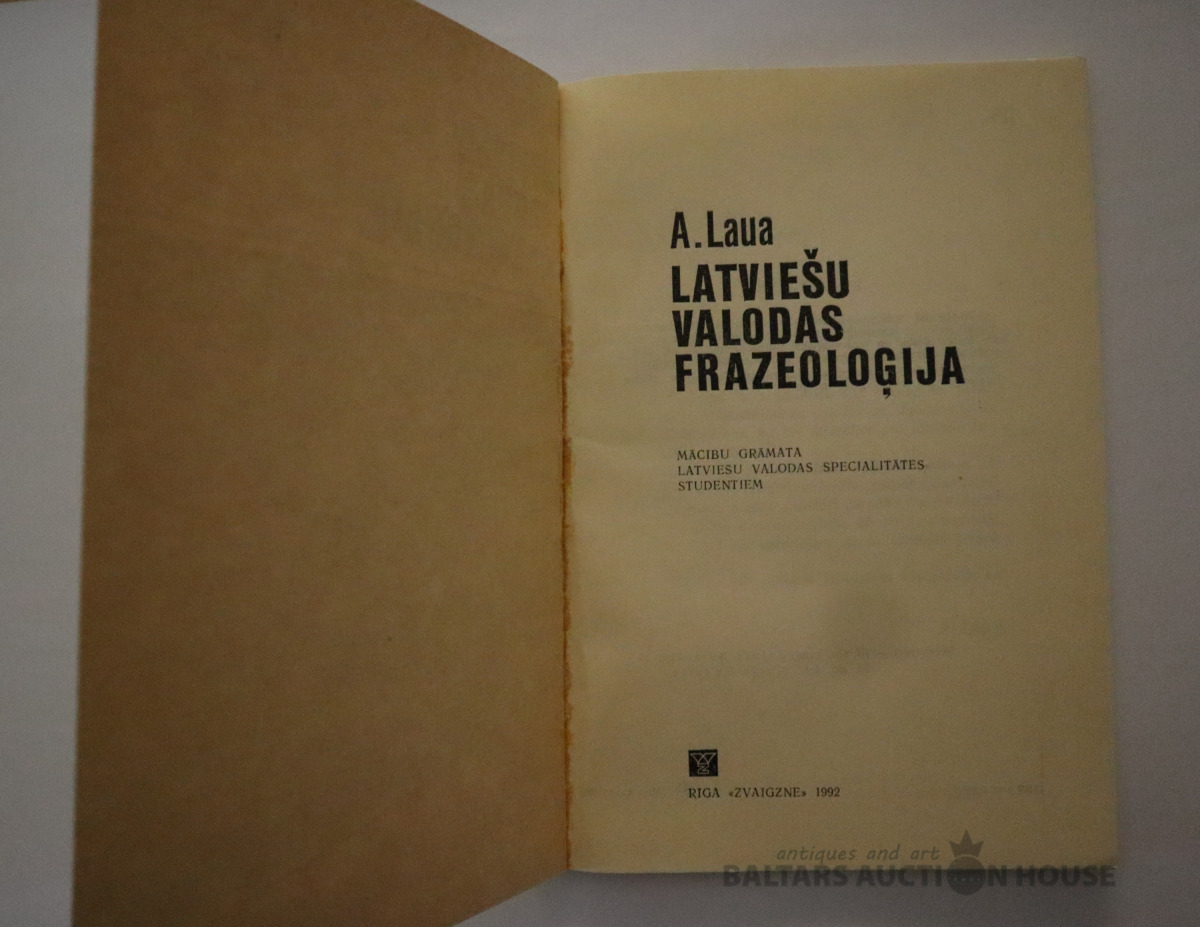 A. Laua
LATVIEŠU
VALODAS
FRAZEOLOĢIJA
MĀCĪBU GRĀMATA
LATVIEŠU VALODAS SPECIALITĀTES
STUDENTIEM
RĪGA «ZVAIGZNE» 1992
antiques and art
BALTARS AUCTION HOUSE